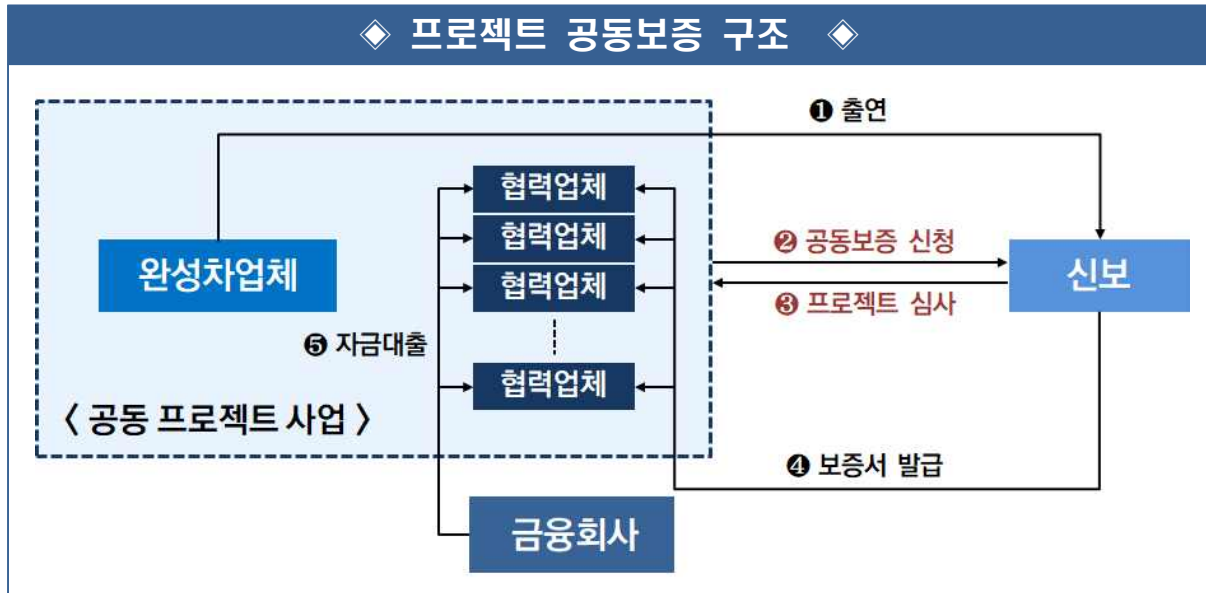 ◈ 프로젝트 공동보증 구조 ◈
❶ 출연
협력업체
협력업체
협력업체
협력업체
완성차업체
❷ 공동보증 신청
❸ 프로젝트 심사
신보
❺ 자금대출
〈 공동 프로젝트 사업 〉
❹ 보증서 발급
금융회사